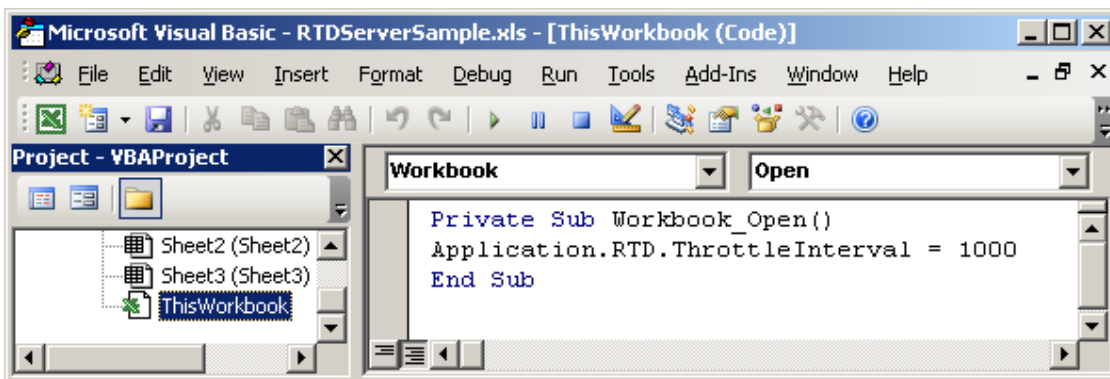 Microsoft Visual Basic - RTDServerSample.xls - [ThisWorkbook (Code)]
File Edit View Insert Format Debug Run Tools Add-Ins Window Help
Project - VBAProject
Workbook Open
Sheet2 (Sheet2)
Sheet3 (Sheet3)
ThisWorkbook
Private Sub Workbook_Open()
Application.RTD.ThrottleInterval = 1000
End Sub